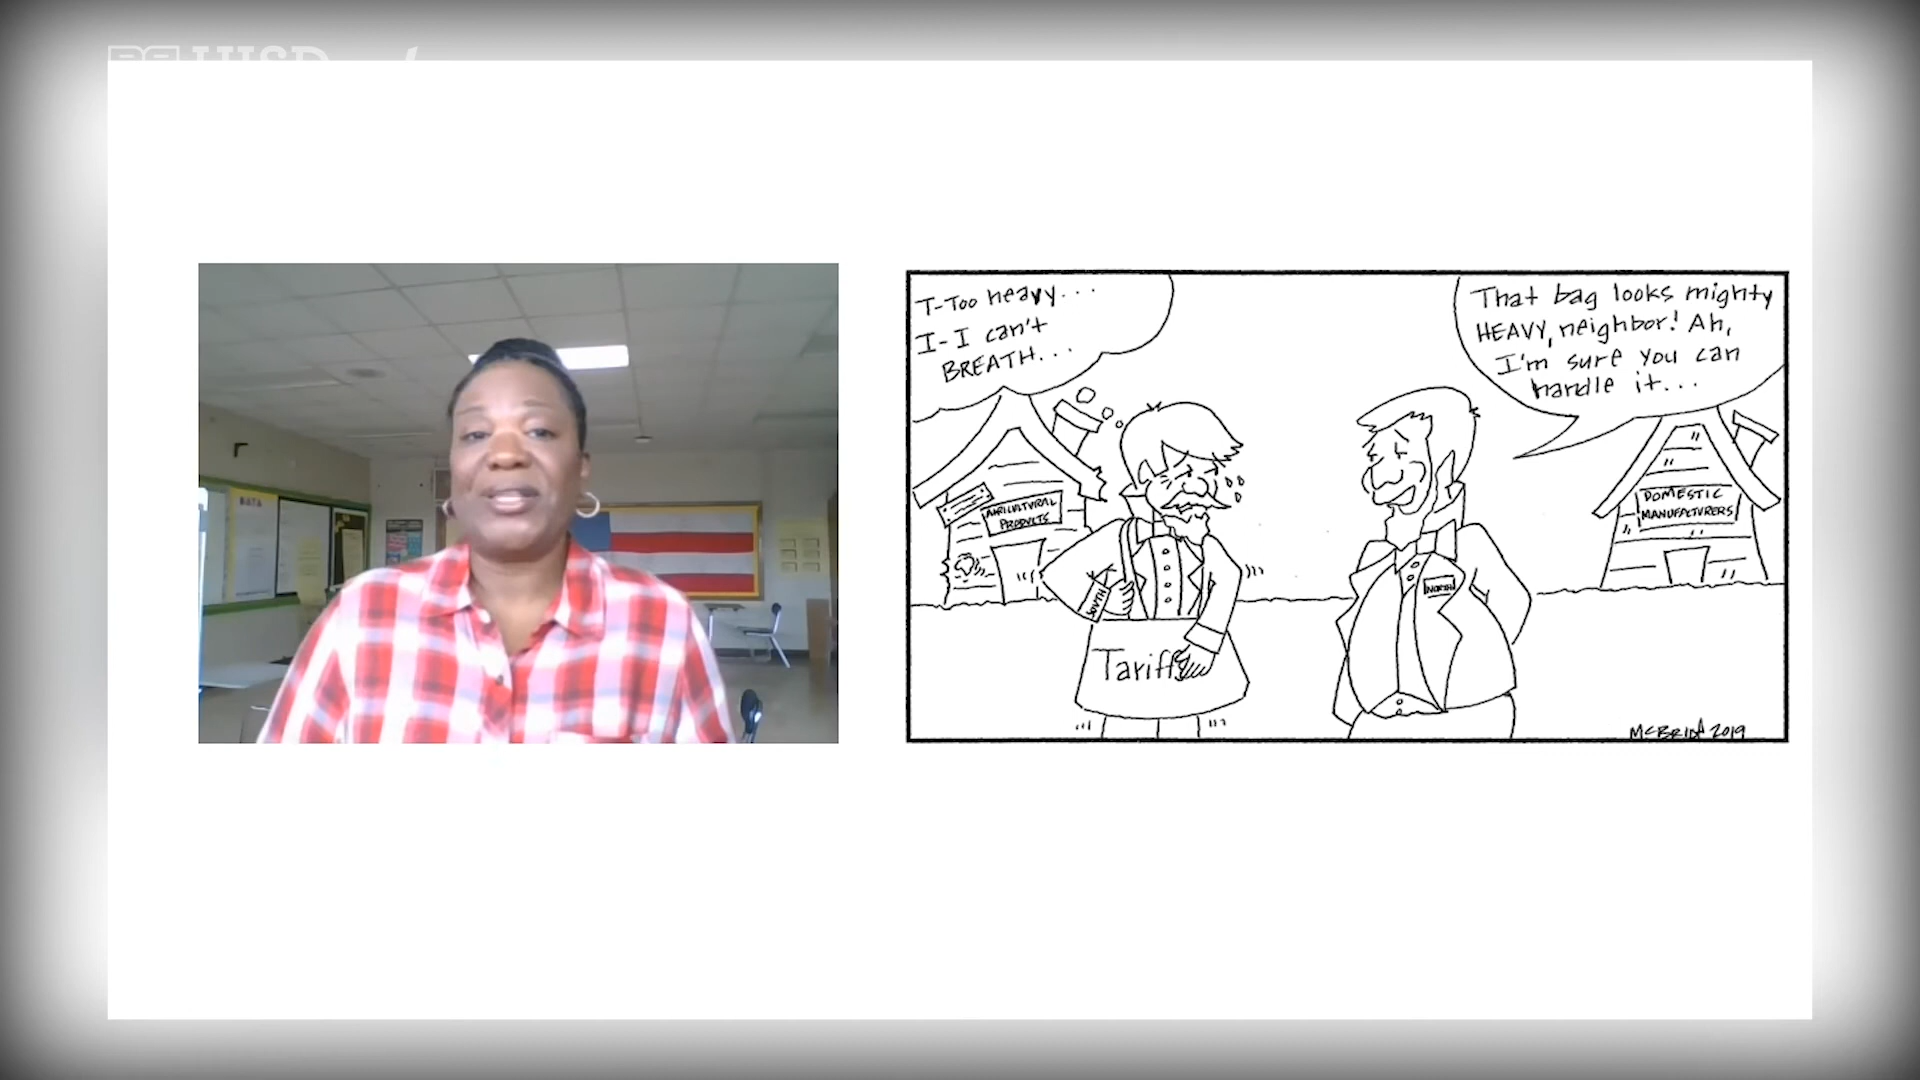 DATA
T-Too heavy...
I-I can't
BREATH...
That bag looks mighty
HEAVY, neighbor! Ah,
I'm sure you can
handle it...
AGRICULTURAL
PRODUCTS
DOMESTIC
MANUFACTURERS
SOUTH
NORTH
Tariff
McBRIDE 2019